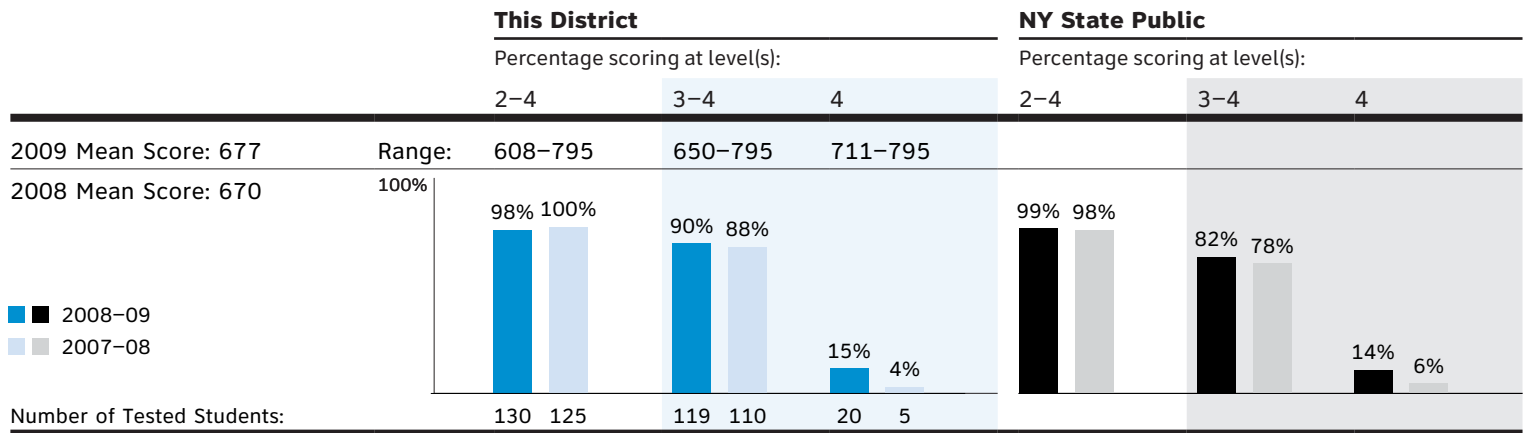 This District NY State Public
Percentage scoring at level(s): Percentage scoring at level(s):
2–4 3–4 4 2–4 3–4 4
2009 Mean Score: 677 Range: 608–795 650–795 711–795
2008 Mean Score: 670 100%
98% 100% 90% 88% 15% 4% 99% 98% 82% 78% 14% 6%
2008–09
2007–08
Number of Tested Students: 130 125 119 110 20 5